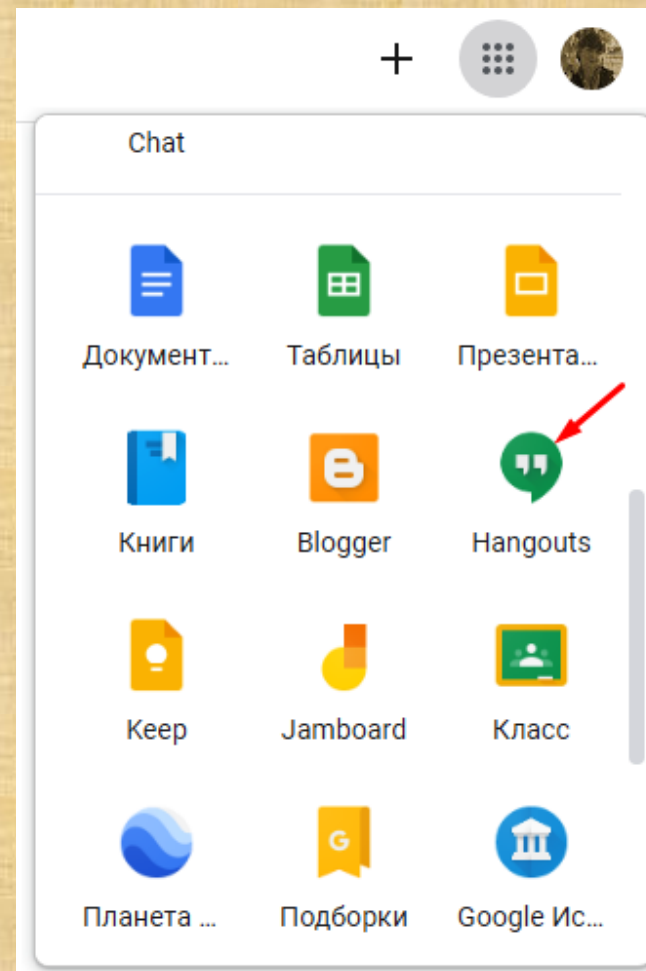 Chat
Документ... Таблицы Презента...
Книги Blogger Hangouts
Keep Jamboard Класс
Планета ... Подборки Google Ис...